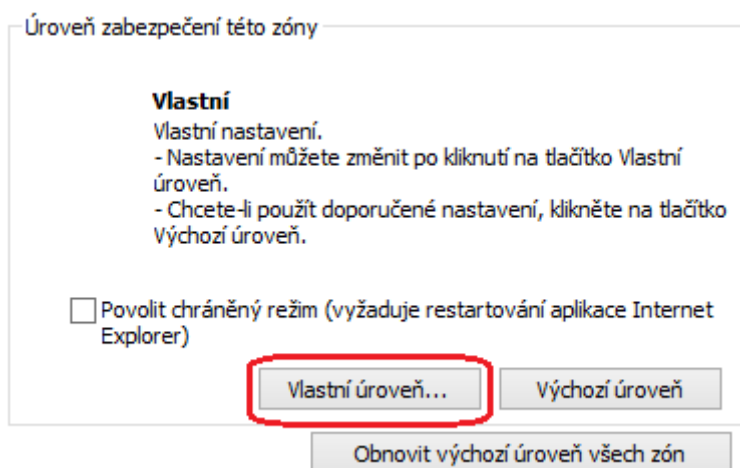 Úroveň zabezpečení této zóny
Vlastní
Vlastní nastavení.
- Nastavení můžete změnit po kliknutí na tlačítko Vlastní
úroveň.
- Chcete-li použít doporučené nastavení, klikněte na tlačítko
Výchozí úroveň.
Povolit chráněný režim (vyžaduje restartování aplikace Internet
Explorer)
Vlastní úroveň... Výchozí úroveň
Obnovit výchozí úroveň všech zón